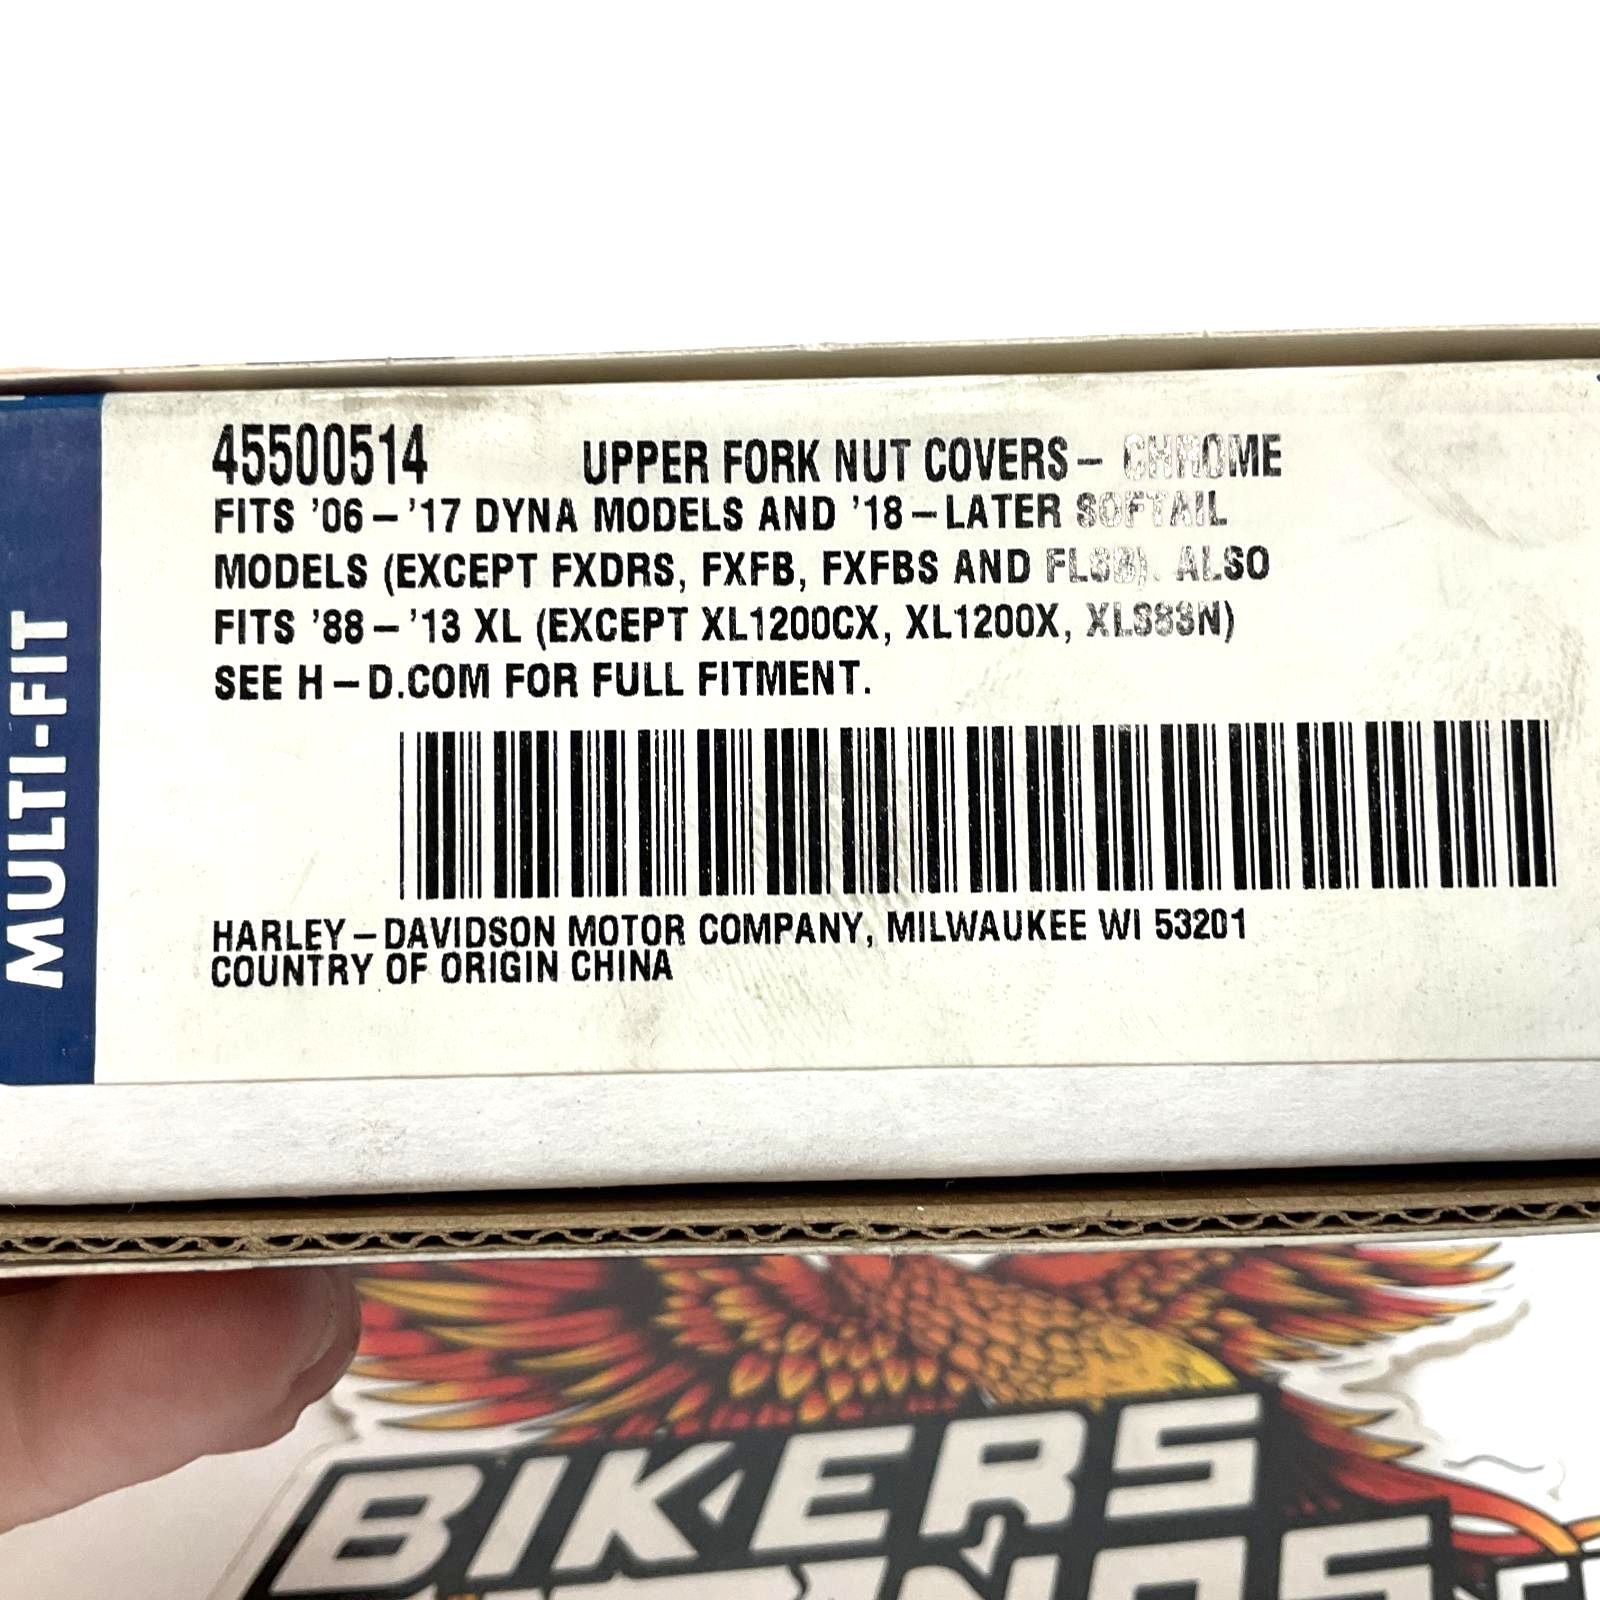 MULTI-FIT
45500514 UPPER FORK NUT COVERS – CHROME
FITS '06 – '17 DYNA MODELS AND '18 – LATER SOFTAIL
MODELS (EXCEPT FXDRS, FXFB, FXFBS AND FLSB). ALSO
FITS '88 – '13 XL (EXCEPT XL1200CX, XL1200X, XL883N)
SEE H – D.COM FOR FULL FITMENT.
HARLEY – DAVIDSON MOTOR COMPANY, MILWAUKEE WI 53201
COUNTRY OF ORIGIN CHINA
BIKERS